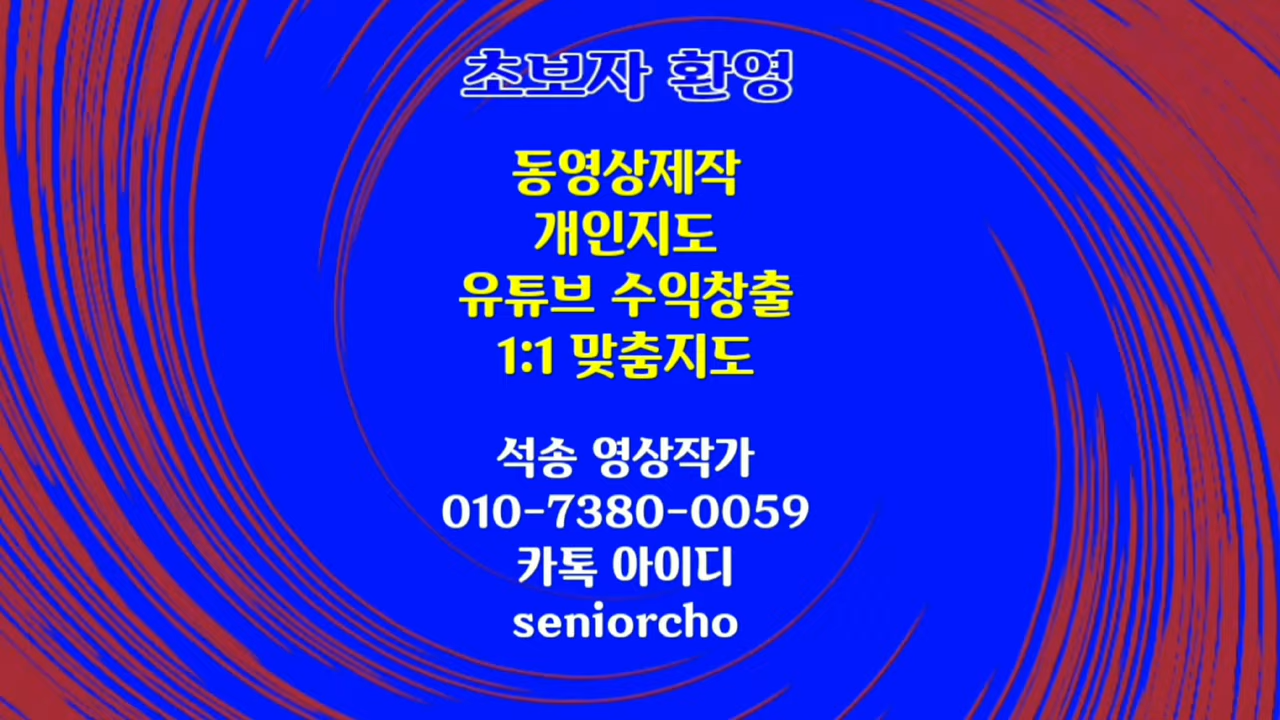 초보자 환영
동영상제작
개인지도
유튜브 수익창출
1:1 맞춤지도
석송 영상작가
010-7380-0059
카톡 아이디
seniorcho